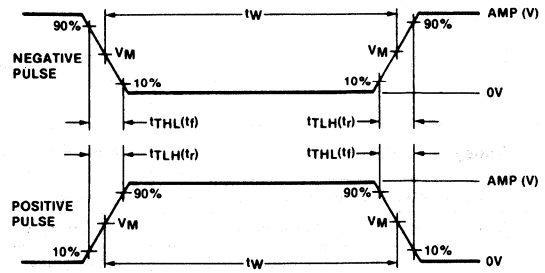 tW
AMP (V)
90%
90%
VM
VM
NEGATIVE
PULSE
10%
10%
0V
tTHL(tf)
tTLH(tr)
tTLH(tr)
tTHL(tf)
AMP (V)
90%
90%
POSITIVE
PULSE
VM
VM
10%
10%
tW
0V